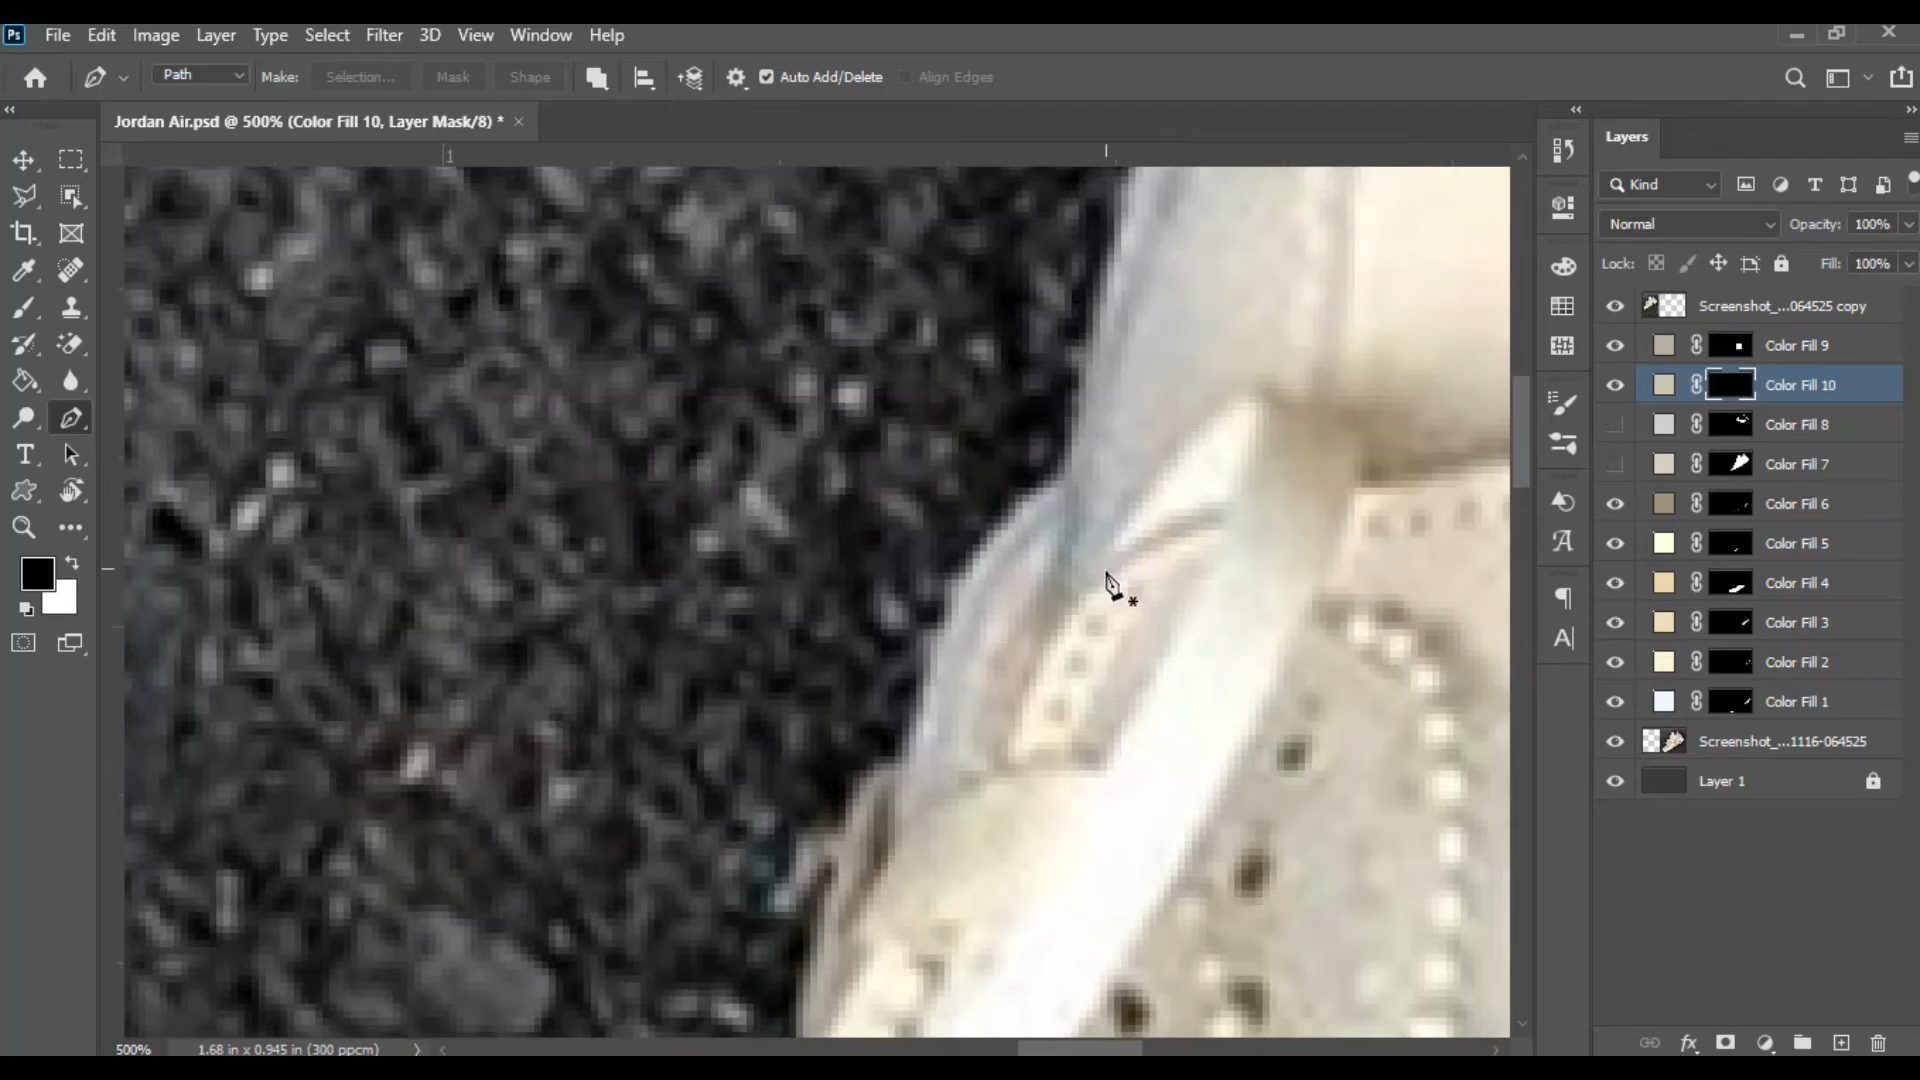 Ps File Edit Image Layer Type Select Filter 3D View Window Help
Path Make: Selection... Mask Shape Auto Add/Delete Align Edges
Jordan Air.psd @ 500% (Color Fill 10, Layer Mask/8) * ×
1
Layers
Kind
Normal Opacity: 100%
Lock: Fill: 100%
Screenshot_...064525 copy
Color Fill 9
Color Fill 10
Color Fill 8
Color Fill 7
Color Fill 6
Color Fill 5
Color Fill 4
Color Fill 3
Color Fill 2
Color Fill 1
Screenshot_...1116-064525
Layer 1
500% 1.68 in x 0.945 in (300 ppcm)